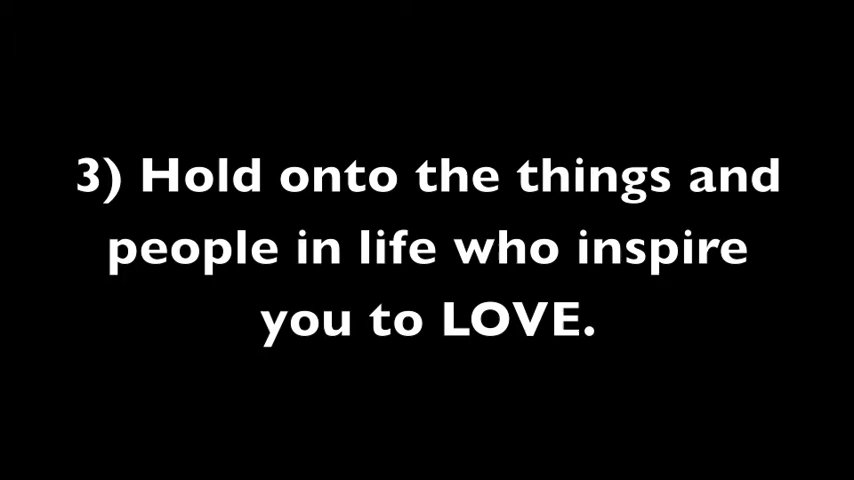 3) Hold onto the things and
people in life who inspire
you to LOVE.